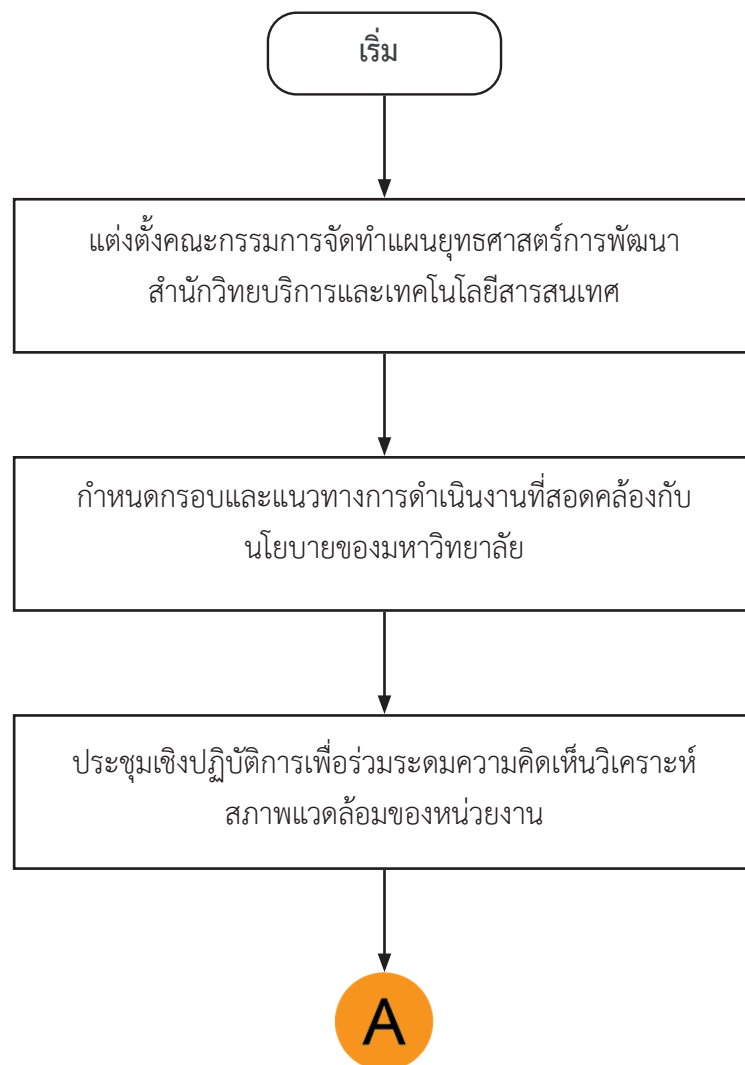 เริ่ม
แต่งตั้งคณะกรรมการจัดทำแผนยุทธศาสตร์การพัฒนา
สำนักวิทยบริการและเทคโนโลยีสารสนเทศ
กำหนดกรอบและแนวทางการดำเนินงานที่สอดคล้องกับ
นโยบายของมหาวิทยาลัย
ประชุมเชิงปฏิบัติการเพื่อร่วมระดมความคิดเห็นวิเคราะห์
สภาพแวดล้อมของหน่วยงาน
A